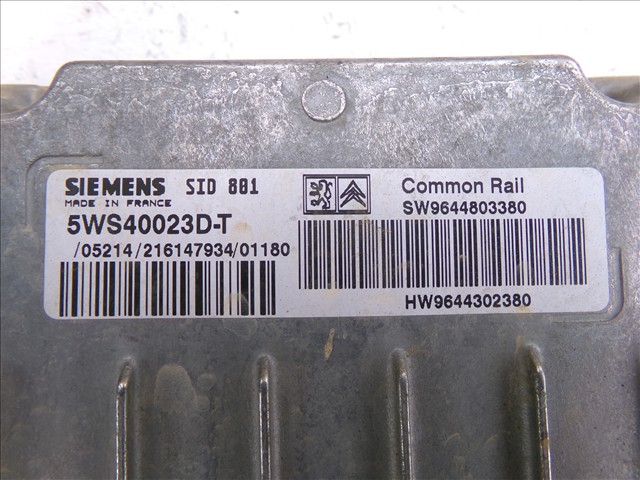 SIEMENS SID 801
MADE IN FRANCE
5WS40023D-T
/05214/216147934/01180
Common Rail
SW9644803380
HW9644302380